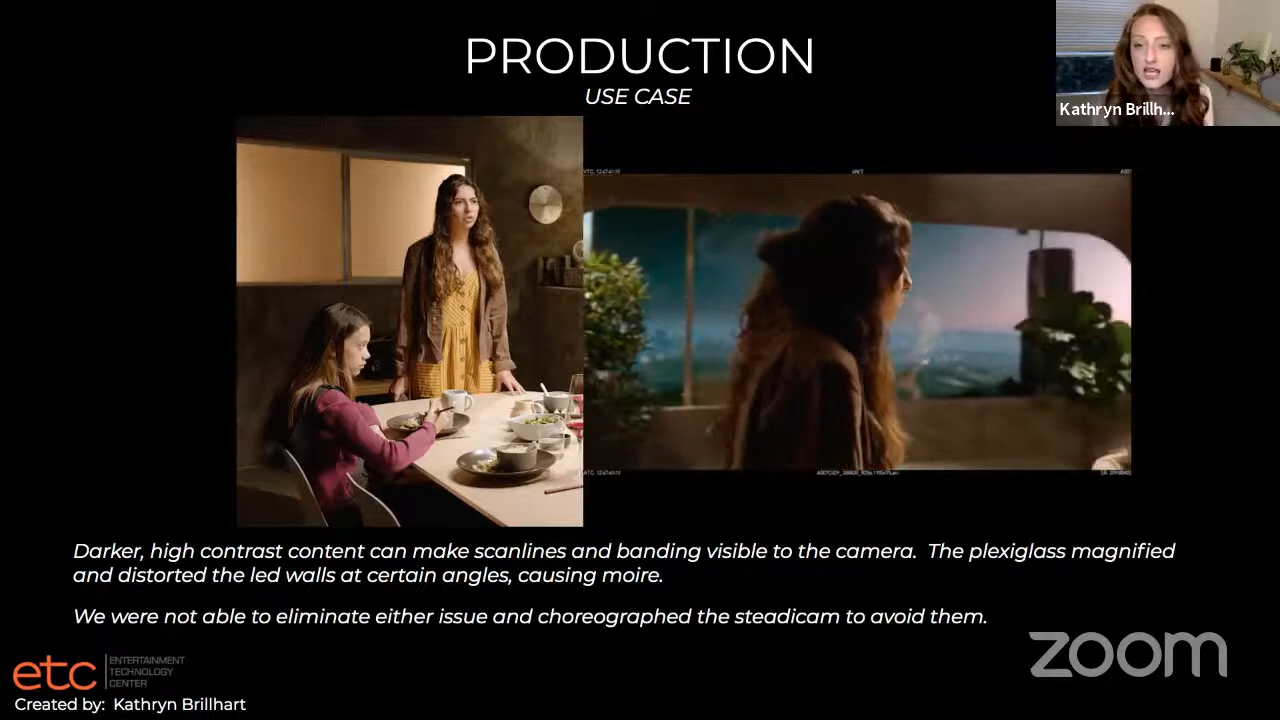 PRODUCTION
USE CASE
Kathryn Brillh...
Darker, high contrast content can make scanlines and banding visible to the camera. The plexiglass magnified
and distorted the led walls at certain angles, causing moire.
We were not able to eliminate either issue and choreographed the steadicam to avoid them.
zoom
etc
ENTERTAINMENT
TECHNOLOGY
CENTER
Created by: Kathryn Brillhart